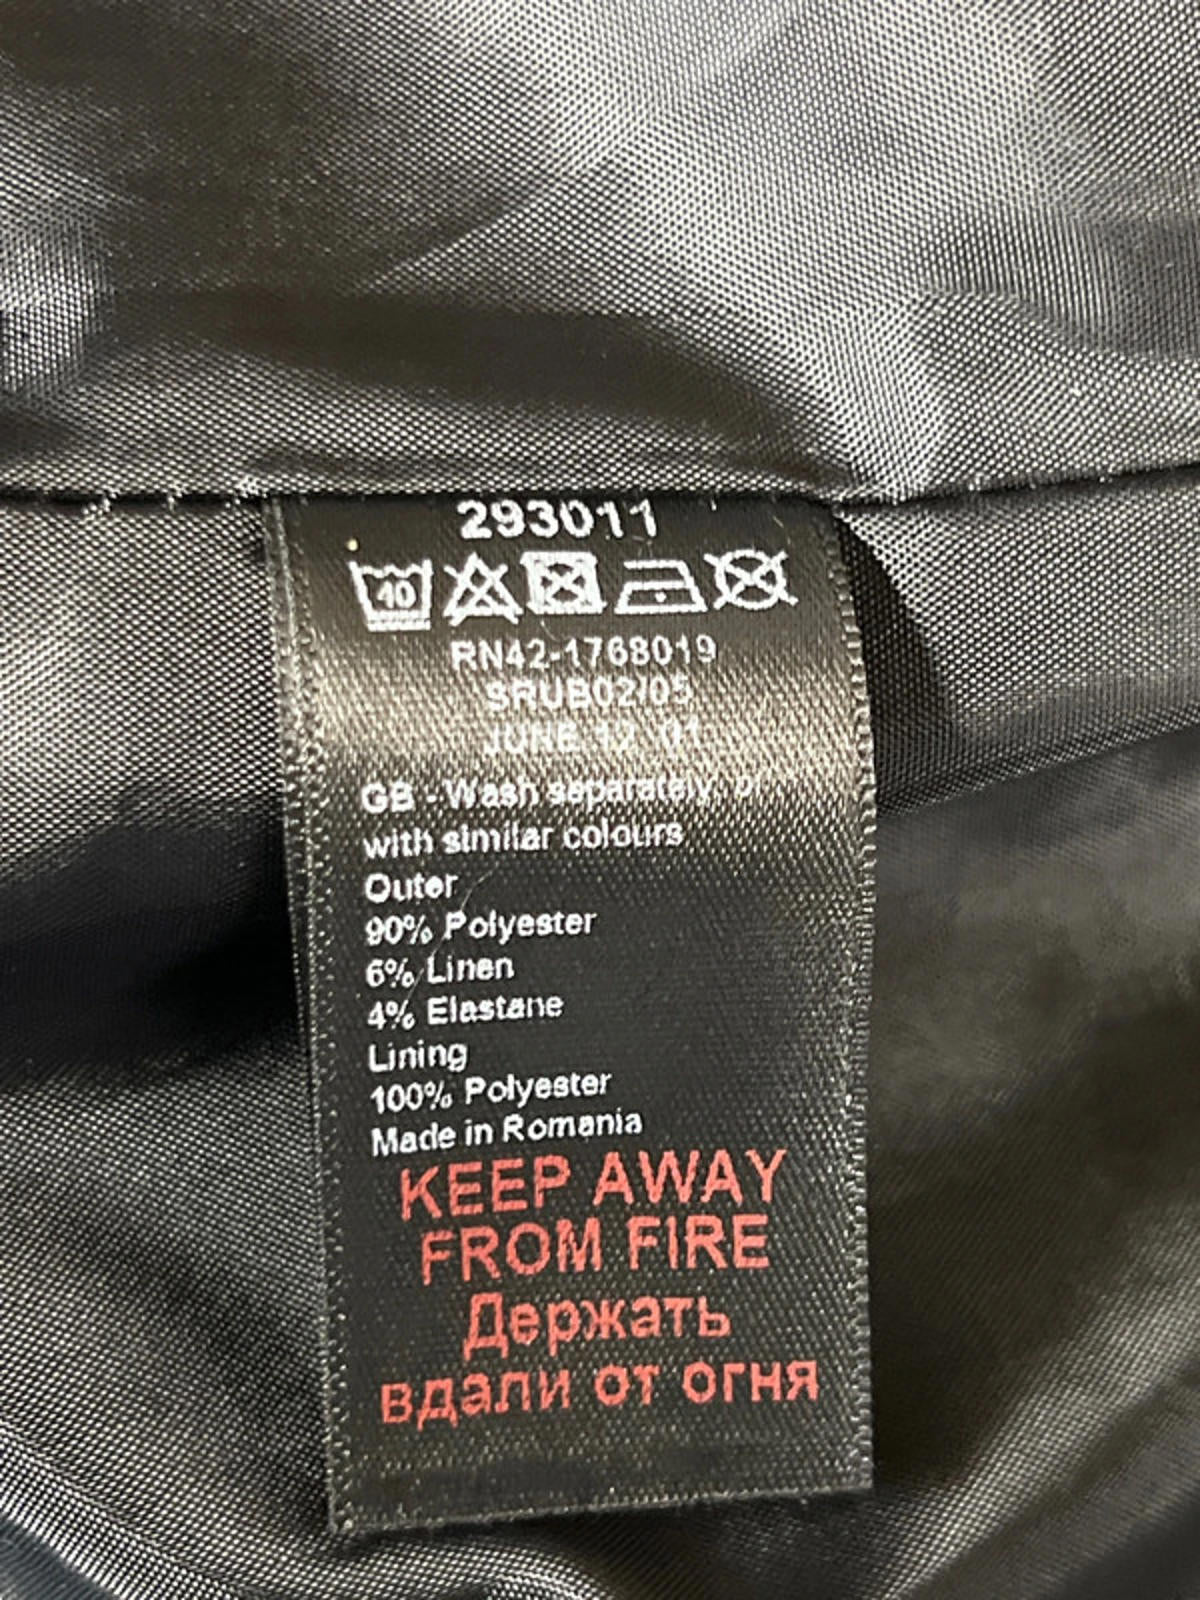 293011
40
RN42-1768019
SRUB02/05
JUNE '01
GB - Wash separately, or
with similar colours
Outer
90% Polyester
6% Linen
4% Elastane
Lining
100% Polyester
Made in Romania
KEEP AWAY
FROM FIRE
Держать
вдали от огня